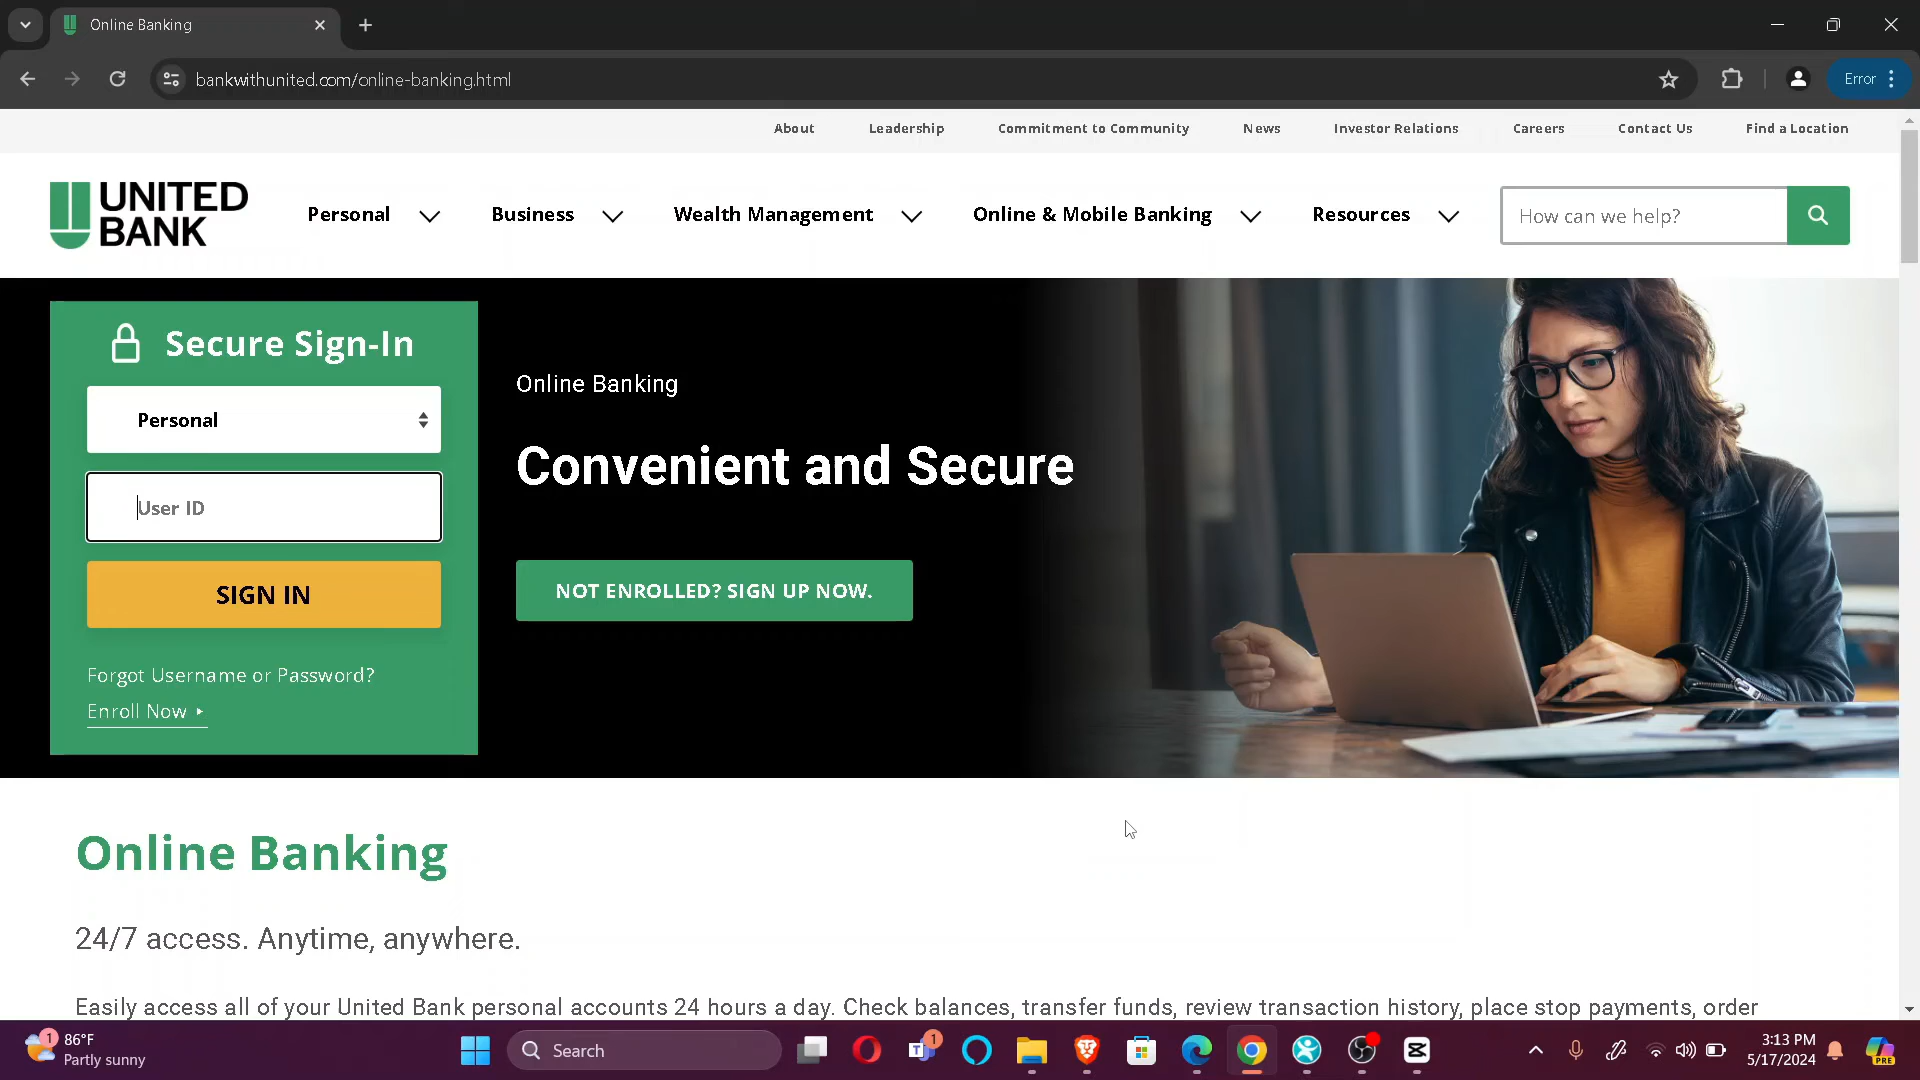 Online Banking
bankwithunited.com/online-banking.html
Error
About Leadership Commitment to Community News Investor Relations Careers Contact Us Find a Location
UNITED
BANK
Personal Business Wealth Management Online & Mobile Banking Resources How can we help?
Secure Sign-In
Personal
User ID
SIGN IN
Forgot Username or Password?
Enroll Now
Online Banking
Convenient and Secure
NOT ENROLLED? SIGN UP NOW.
Online Banking
24/7 access. Anytime, anywhere.
Easily access all of your United Bank personal accounts 24 hours a day. Check balances, transfer funds, review transaction history, place stop payments, order
1
86°F
Partly sunny
Search
T
1
3:13 PM
5/17/2024
PRE